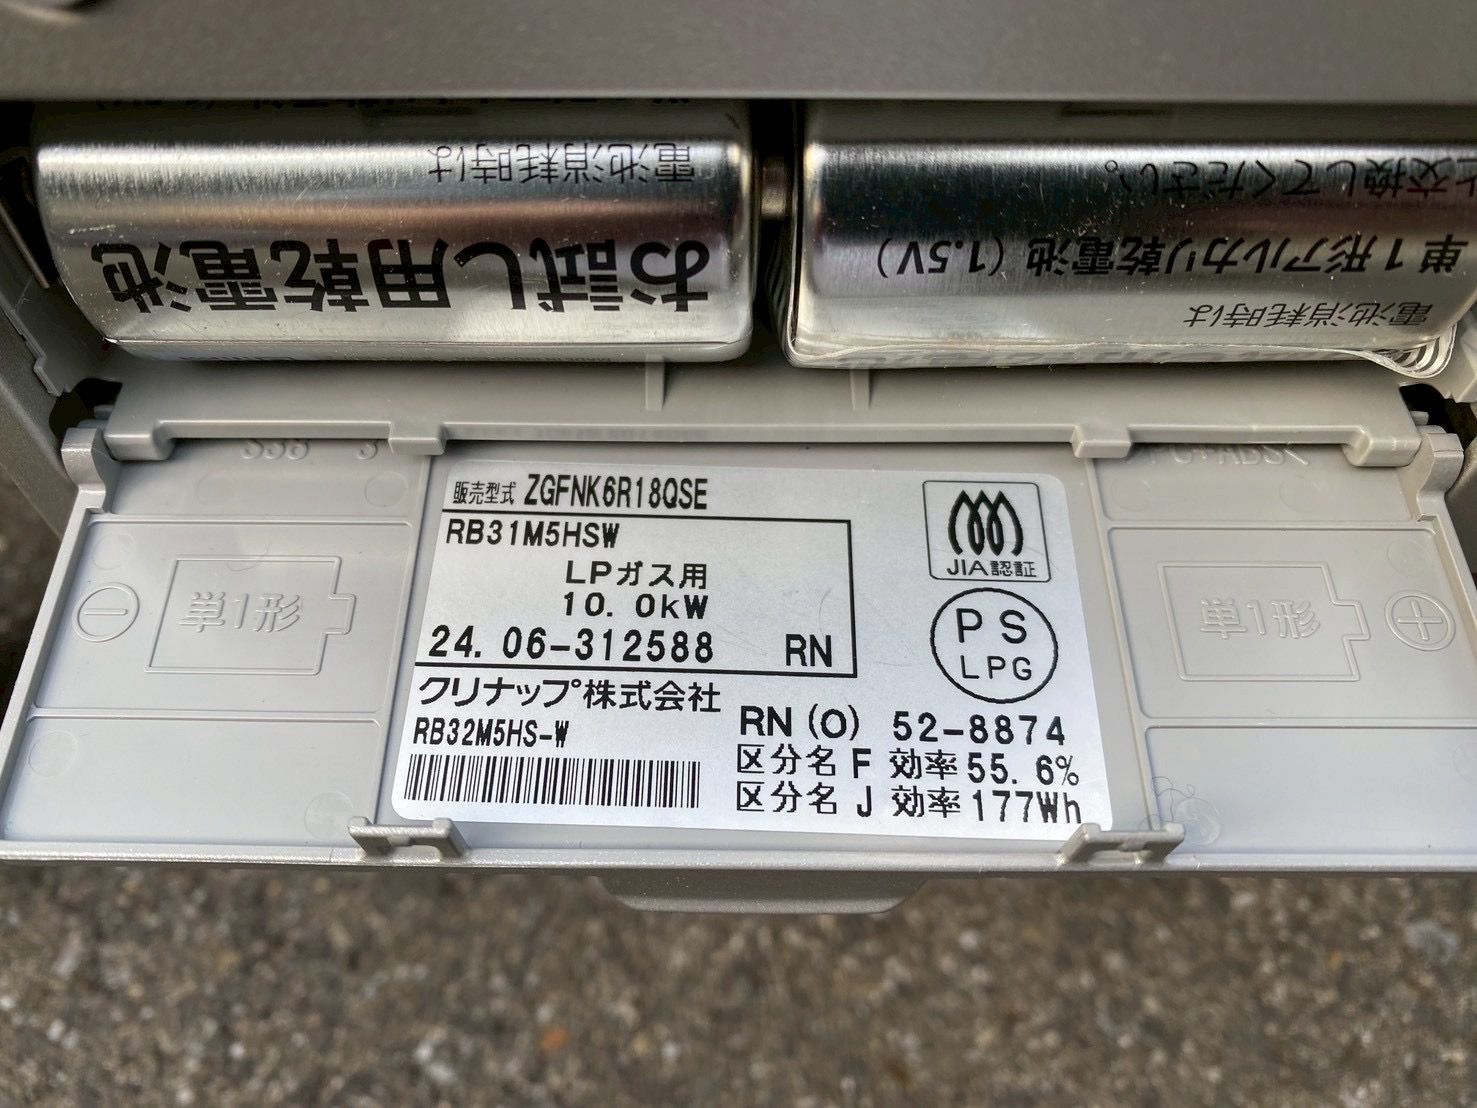 電池消耗時は
お試し用乾電池
と交換してください。
単1形アルカリ乾電池(1.5V)
電池消耗時は
販売型式 ZGFNK6R18QSE
RB31M5HSW
LPガス用
10.0kW
24.06-312588 RN
クリナップ株式会社
RB32M5HS-W
JIA認証
PS
LPG
RN(O) 52-8874
区分名 F 効率 55.6%
区分名 J 効率 177Wh
⊖ 単1形
単1形 ⊕